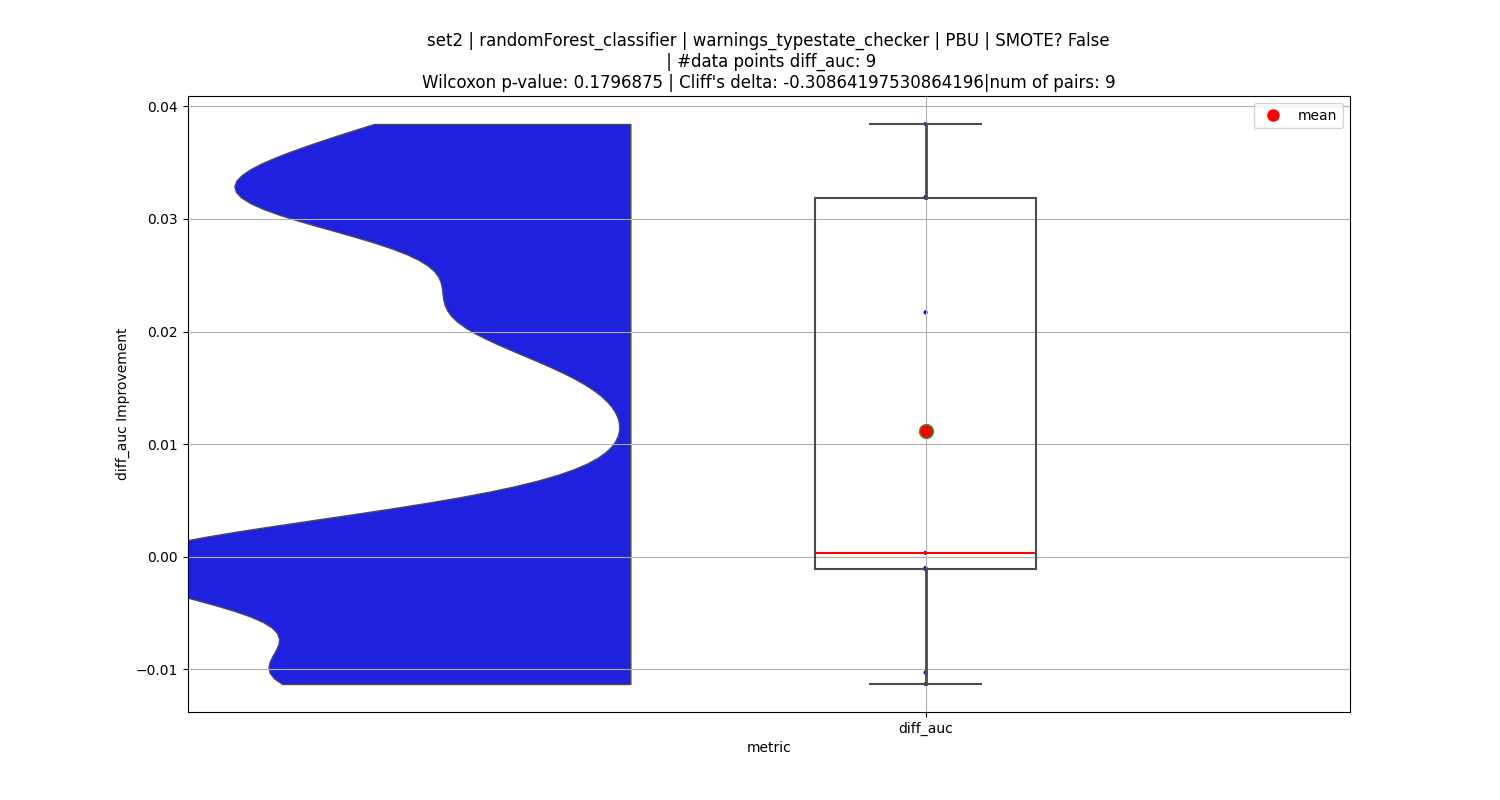 set2 | randomForest_classifier | warnings_typestate_checker | PBU | SMOTE? False
| #data points diff_auc: 9
Wilcoxon p-value: 0.1796875 | Cliff's delta: -0.30864197530864196|num of pairs: 9
mean
0.04
0.03
0.02
0.01
0.00
−0.01
diff_auc Improvement
diff_auc
metric